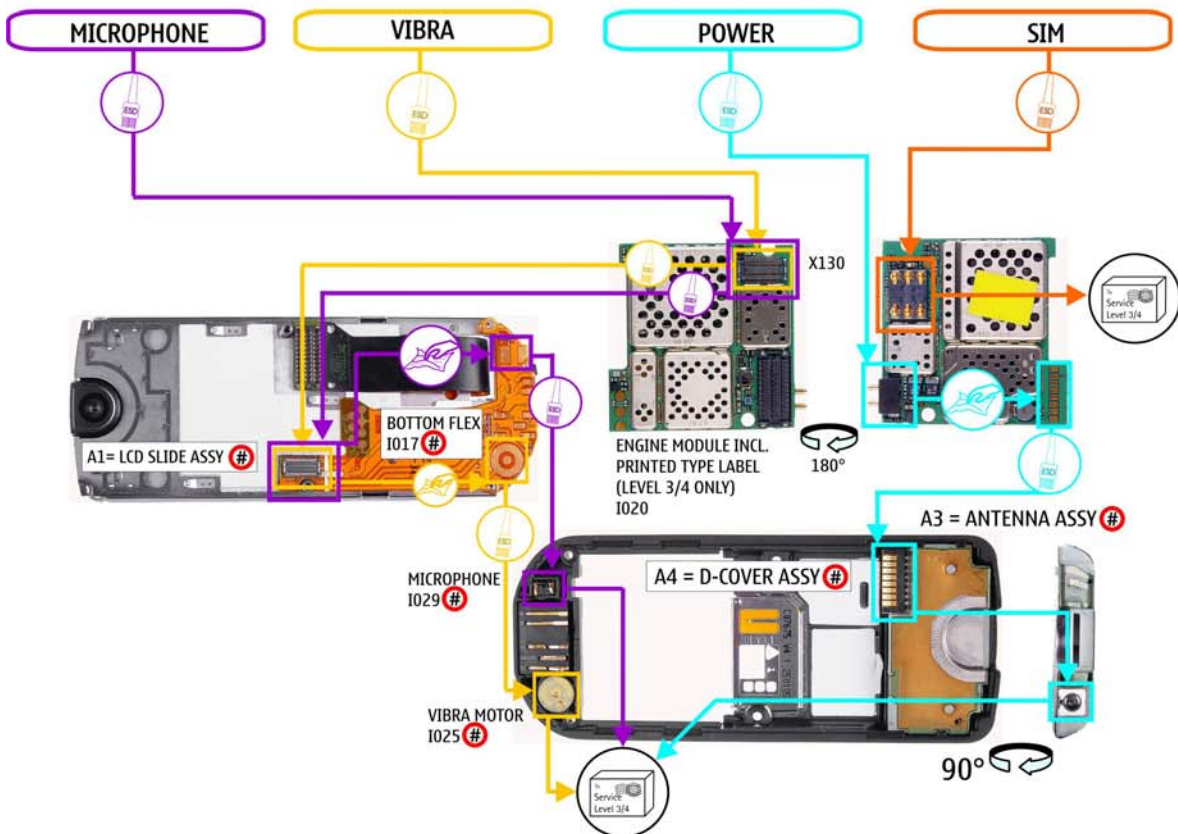 MICROPHONE
VIBRA
POWER
SIM
ESD
ESD
ESD
ESD
X130
ESD
ESD
To
Service
Level 3/4
ESD
BOTTOM FLEX
I017 #
A1= LCD SLIDE ASSY #
ENGINE MODULE INCL.
PRINTED TYPE LABEL
(LEVEL 3/4 ONLY)
I020
180°
ESD
ESD
A3 = ANTENNA ASSY #
A4 = D-COVER ASSY #
MICROPHONE
I029 #
VIBRA MOTOR
I025 #
90°
To
Service
Level 3/4